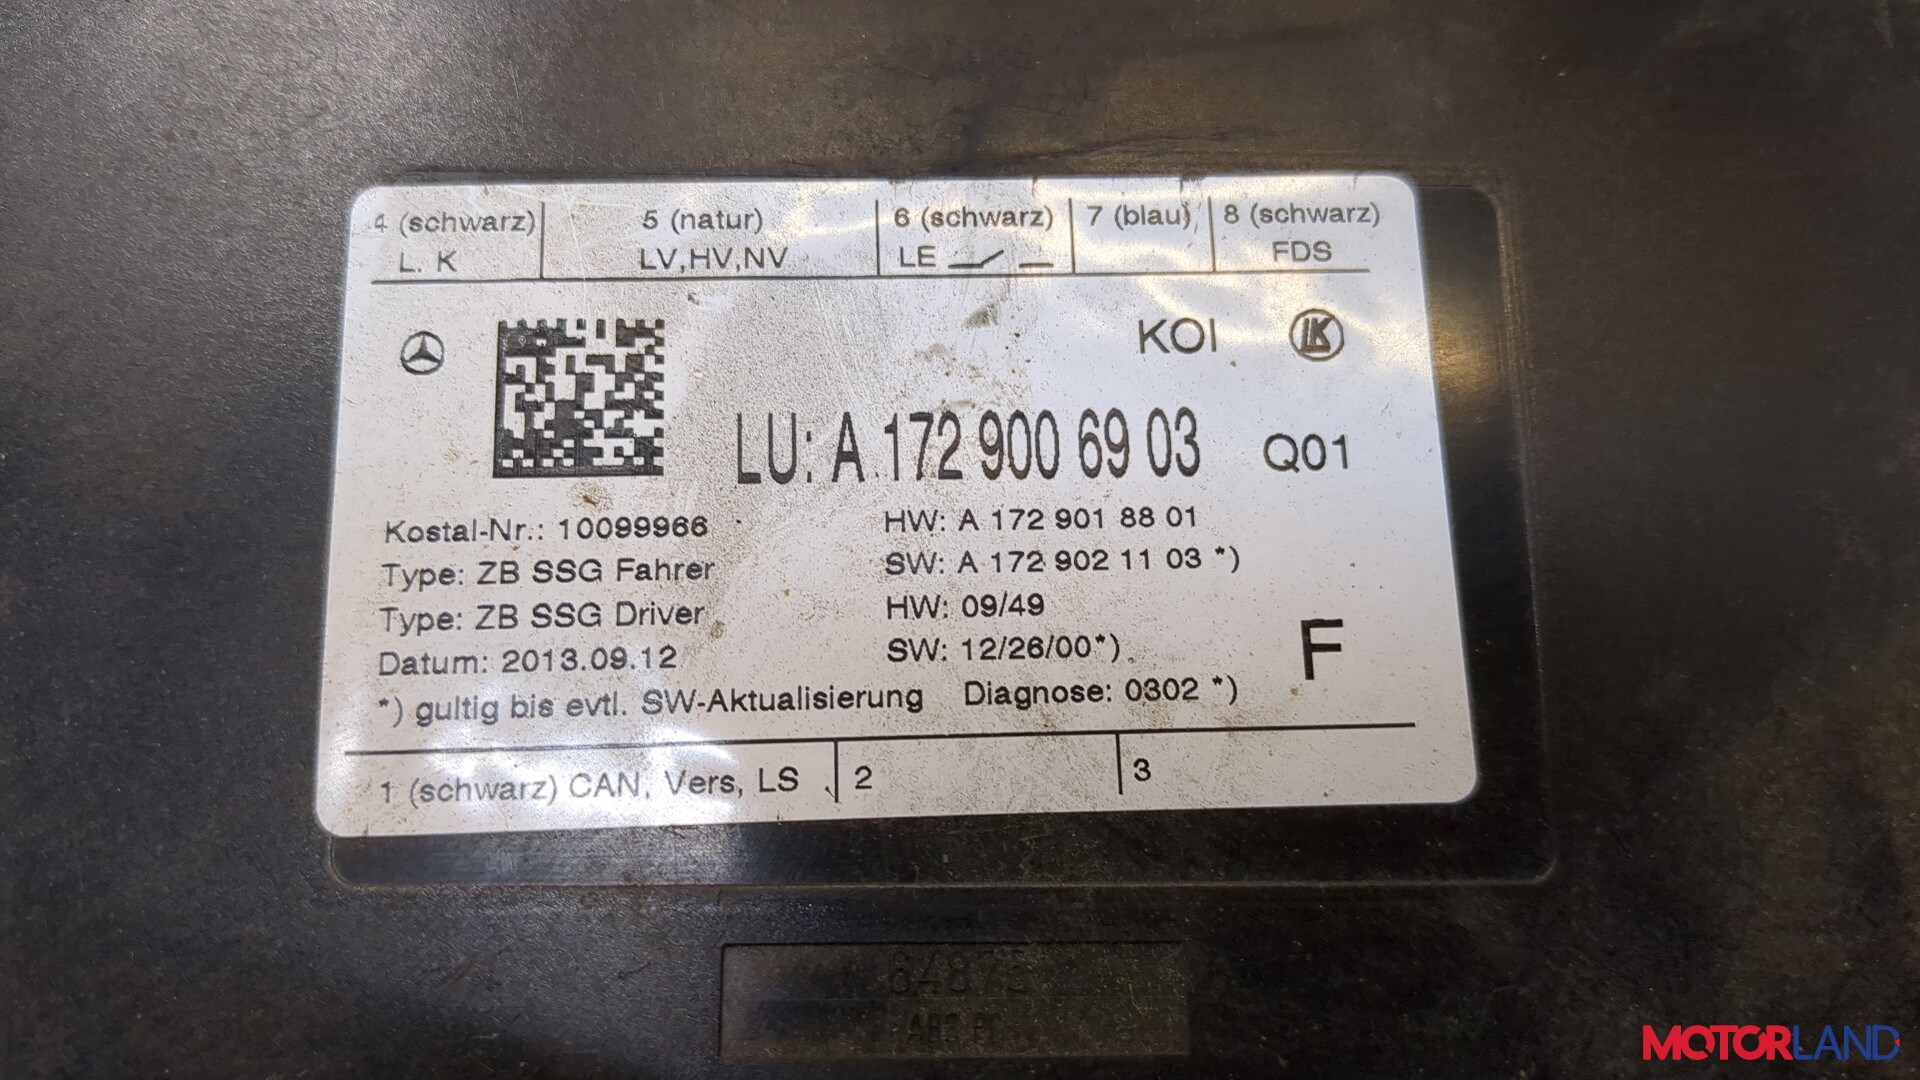 4 (schwarz) 5 (natur) 6 (schwarz) 7 (blau) 8 (schwarz)
L. K LV,HV,NV LE FDS
KOI LK
LU: A 172 900 69 03 Q01
Kostal-Nr.: 10099966 HW: A 172 901 88 01
Type: ZB SSG Fahrer SW: A 172 902 11 03 *)
Type: ZB SSG Driver HW: 09/49
Datum: 2013.09.12 SW: 12/26/00*) F
*) gultig bis evtl. SW-Aktualisierung Diagnose: 0302 *)
1 (schwarz) CAN, Vers, LS 2 3
MOTORLAND